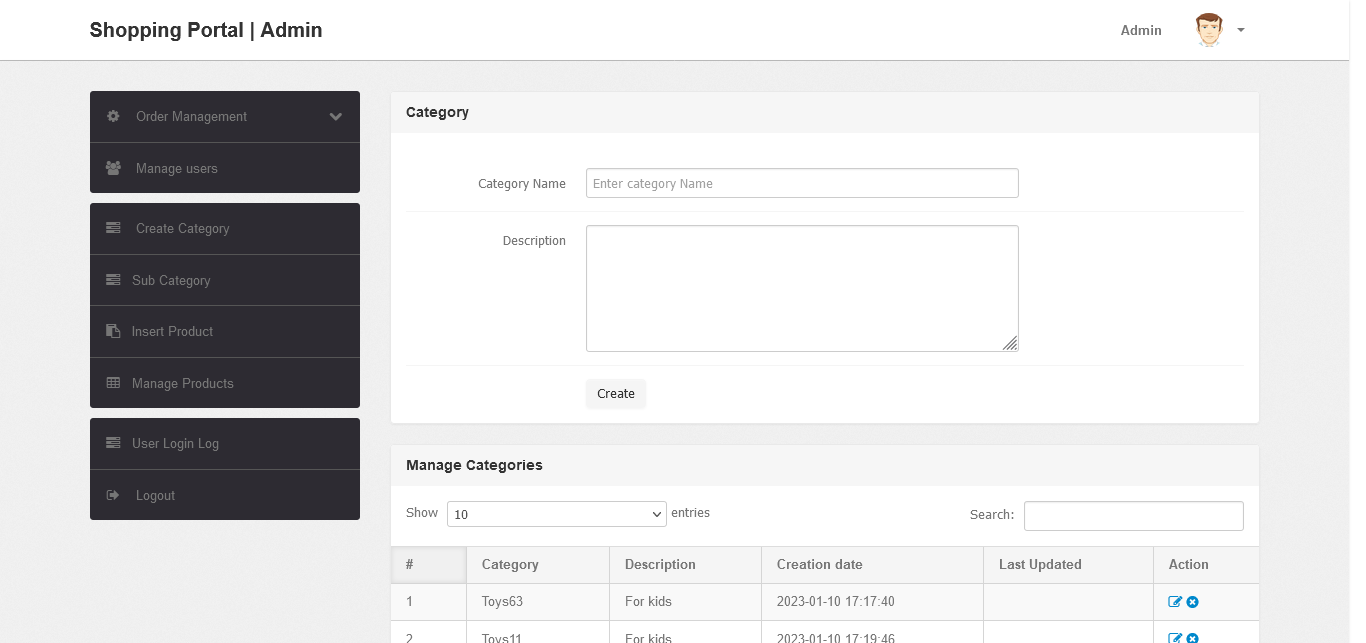 Shopping Portal | Admin
Admin
Order Management
Manage users
Create Category
Sub Category
Insert Product
Manage Products
User Login Log
Logout
Category
Category Name
Enter category Name
Description
Create
Manage Categories
Show 10 entries
Search:
# Category Description Creation date Last Updated Action
1 Toys63 For kids 2023-01-10 17:17:40
2 Toys11 For kids 2023-01-10 17:19:46